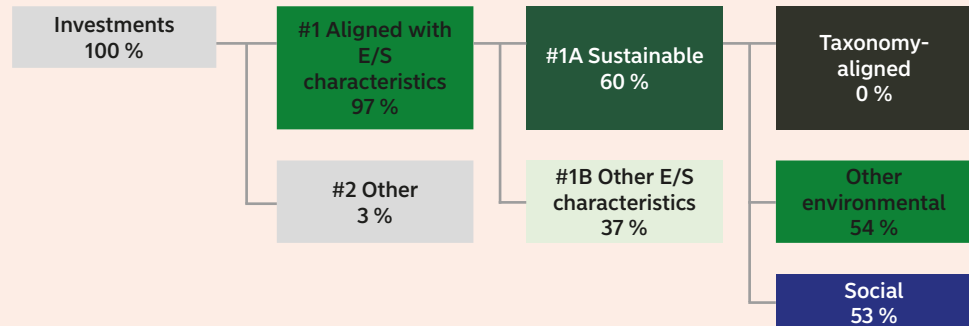 Investments
100 %
#1 Aligned with
E/S
characteristics
97 %
#2 Other
3 %
#1A Sustainable
60 %
#1B Other E/S
characteristics
37 %
Taxonomy-
aligned
0 %
Other
environmental
54 %
Social
53 %